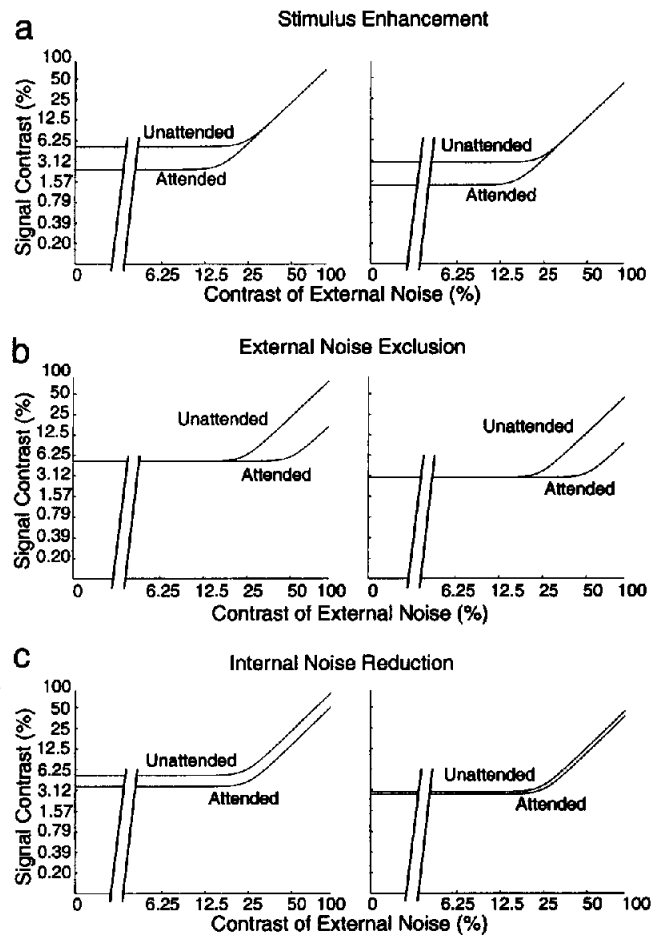 a
Stimulus Enhancement
Signal Contrast (%)
100
50
25
12.5
6.25
3.12
1.57
0.79
0.39
0.20
Unattended
Attended
0 6.25 12.5 25 50 100
Unattended
Attended
0 6.25 12.5 25 50 100
Contrast of External Noise (%)
b
External Noise Exclusion
Signal Contrast (%)
100
50
25
12.5
6.25
3.12
1.57
0.79
0.39
0.20
Unattended
Attended
0 6.25 12.5 25 50 100
Unattended
Attended
0 6.25 12.5 25 50 100
Contrast of External Noise (%)
c
Internal Noise Reduction
Signal Contrast (%)
100
50
25
12.5
6.25
3.12
1.57
0.79
0.39
0.20
Unattended
Attended
0 6.25 12.5 25 50 100
Unattended
Attended
0 6.25 12.5 25 50 100
Contrast of External Noise (%)